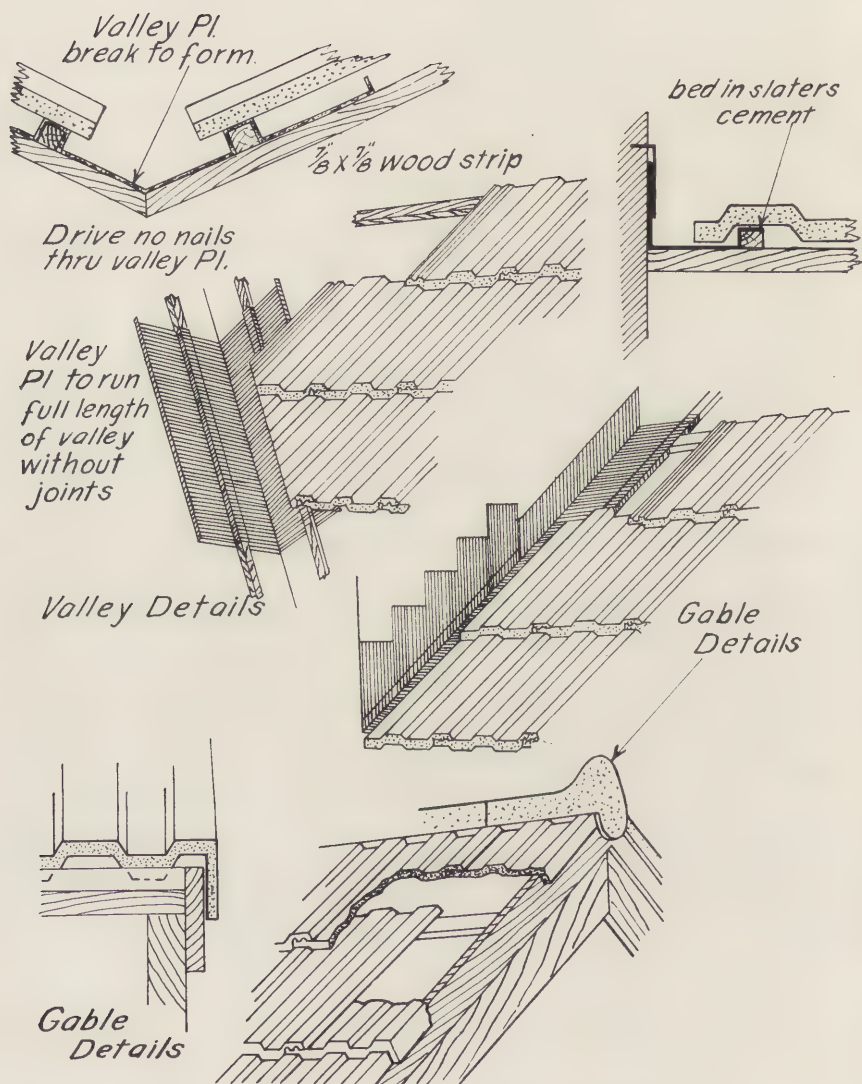 Valley Pl.
break to form.
bed in slaters
cement
7/8" X 7/8" wood strip
Drive no nails
thru valley Pl.
Valley
Pl to run
full length
of valley
without
joints
Valley Details
Gable
Details
Gable
Details